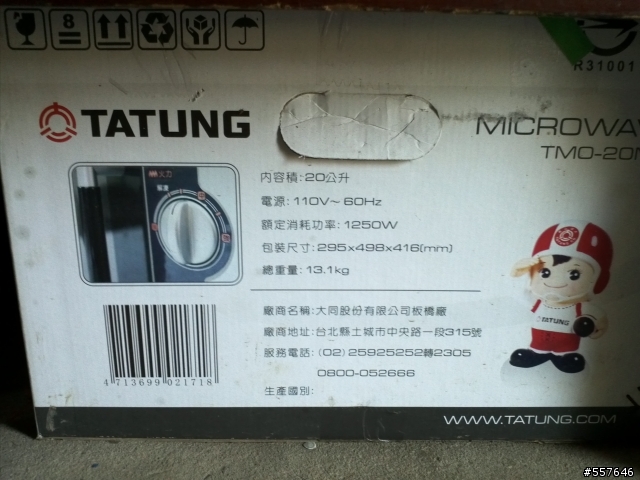 8
R31001
TATUNG
MICROWAV
TMO-20M
火力
內容積:20公升
電源: 110V~ 60Hz
額定消耗功率: 1250W
包裝尺寸:295x498x416(mm)
總重量: 13.1kg
廠商名稱:大同股份有限公司板橋廠
廠商地址:台北縣土城市中央路一段315號
服務電話: (02) 25925252轉2305
0800-052666
生產國別:
TATUNG
4 713699 021718
WWW.TATUNG.COM
#557646